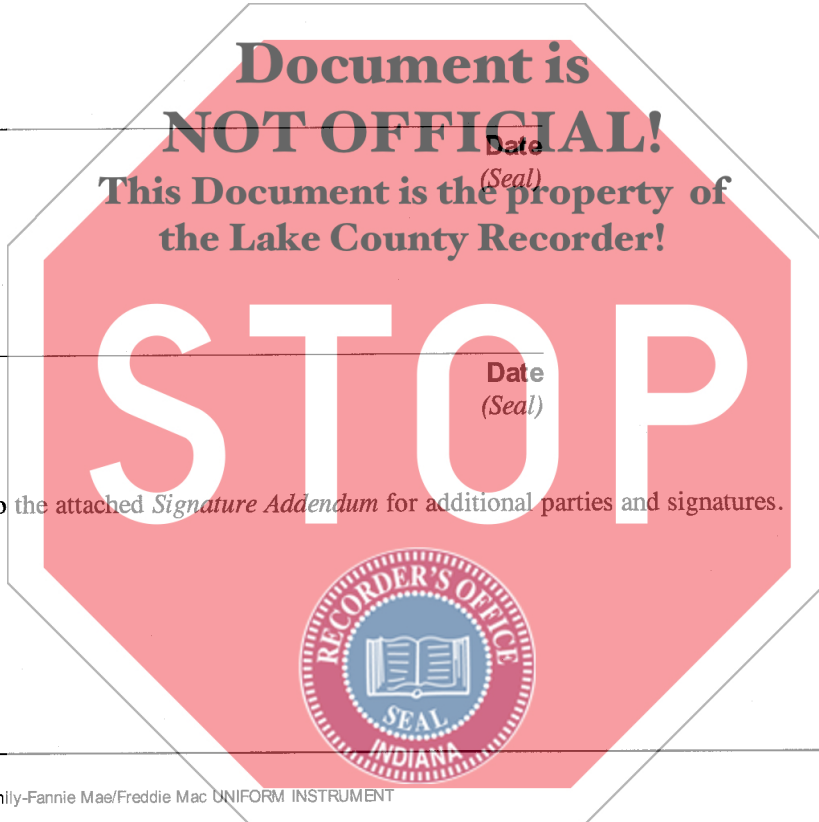 Document is
NOT OFFICIAL!
Date
(Seal)
This Document is the property of
the Lake County Recorder!
STOP
Date
(Seal)
the attached Signature Addendum for additional parties and signatures.
RECORDER'S OFFICE
SEAL
INDIANA
nily-Fannie Mae/Freddie Mac UNIFORM INSTRUMENT